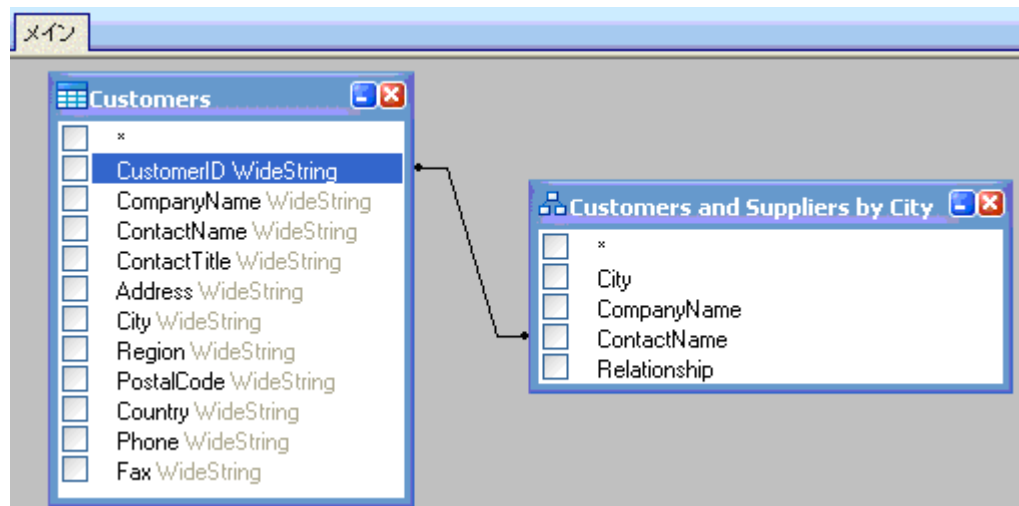 メイン
Customers
*
CustomerID WideString
CompanyName WideString
ContactName WideString
ContactTitle WideString
Address WideString
City WideString
Region WideString
PostalCode WideString
Country WideString
Phone WideString
Fax WideString
Customers and Suppliers by City
*
City
CompanyName
ContactName
Relationship